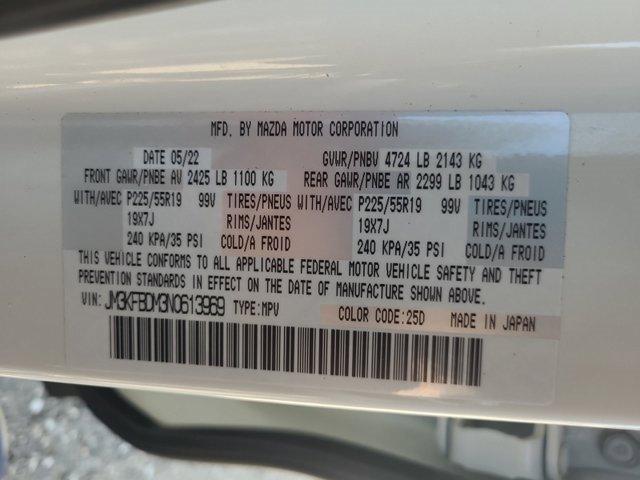 MFD. BY MAZDA MOTOR CORPORATION
DATE 05/22 GVWR/PNBV 4724 LB 2143 KG
FRONT GAWR/PNBE AV 2425 LB 1100 KG REAR GAWR/PNBE AR 2299 LB 1043 KG
WITH/AVEC P225/55R19 99V TIRES/PNEUS WITH/AVEC P225/55R19 99V TIRES/PNEUS
19X7J RIMS/JANTES 19X7J RIMS/JANTES
240 KPA/35 PSI COLD/A FROID 240 KPA/35 PSI COLD/A FROID
THIS VEHICLE CONFORMS TO ALL APPLICABLE FEDERAL MOTOR VEHICLE SAFETY AND THEFT
PREVENTION STANDARDS IN EFFECT ON THE DATE OF MANUFACTURE SHOWN ABOVE.
VIN: JM3KFBDM3N0613969 TYPE:MPV COLOR CODE:25D MADE IN JAPAN